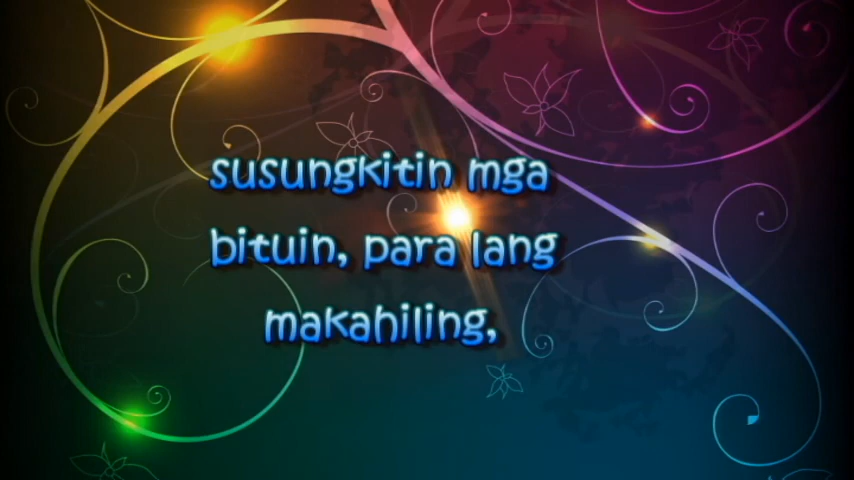 susungkitin mga
bituin, para lang
makahiling,